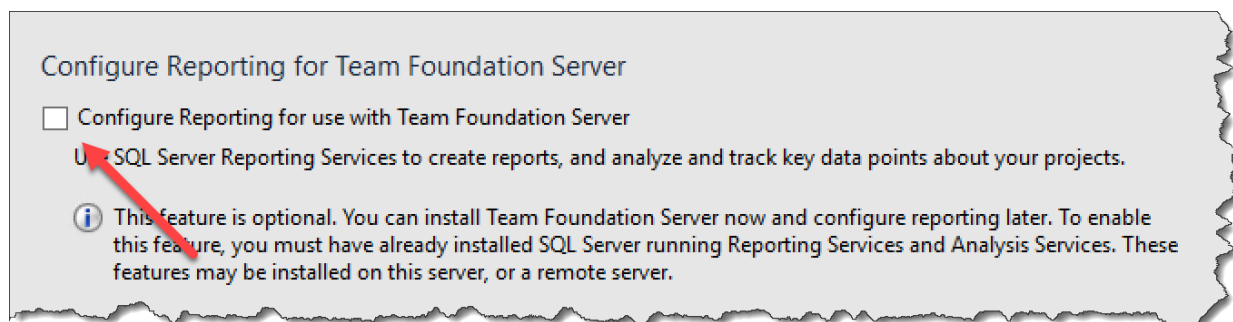 Configure Reporting for Team Foundation Server
Configure Reporting for use with Team Foundation Server
Use SQL Server Reporting Services to create reports, and analyze and track key data points about your projects.
This feature is optional. You can install Team Foundation Server now and configure reporting later. To enable
this feature, you must have already installed SQL Server running Reporting Services and Analysis Services. These
features may be installed on this server, or a remote server.